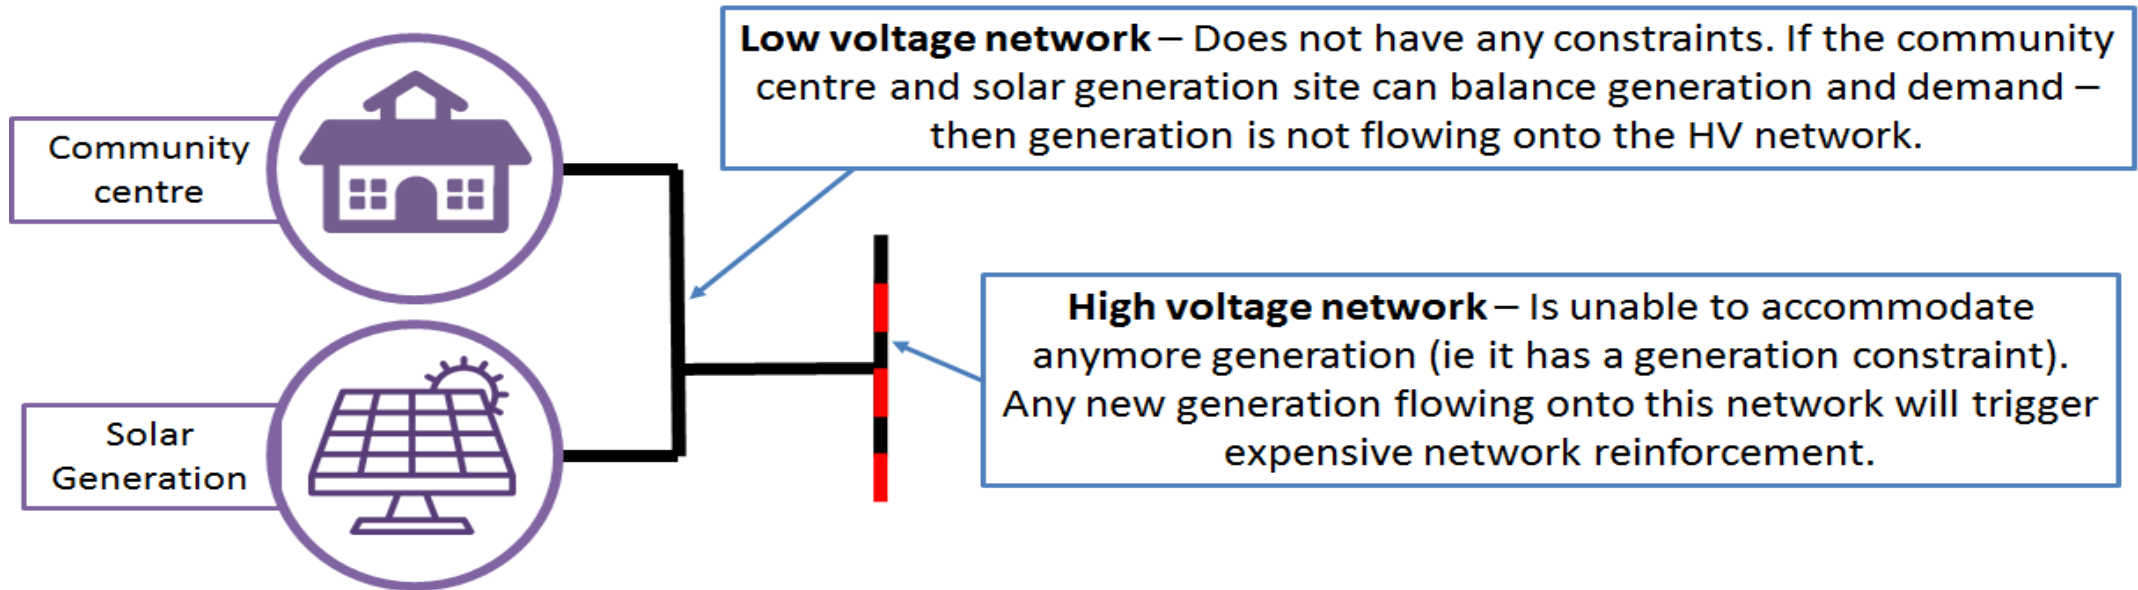 Community
centre
Solar
Generation
Low voltage network – Does not have any constraints. If the community
centre and solar generation site can balance generation and demand –
then generation is not flowing onto the HV network.
High voltage network – Is unable to accommodate
anymore generation (ie it has a generation constraint).
Any new generation flowing onto this network will trigger
expensive network reinforcement.